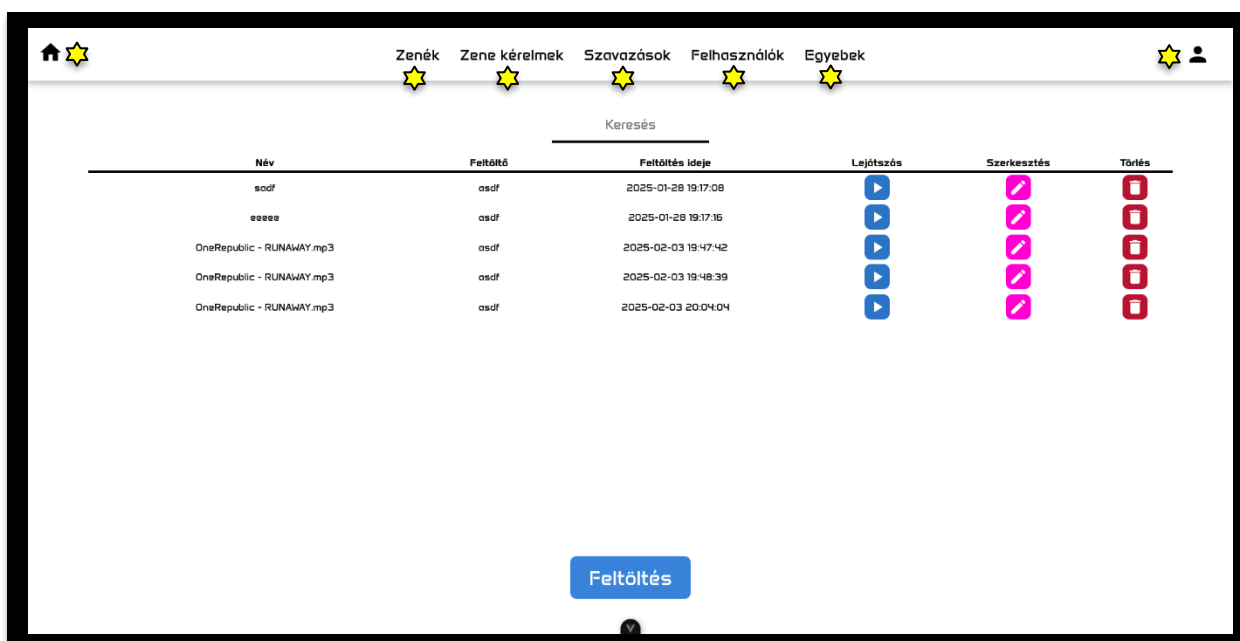 Zenék Zene kérelmek Szavazások Felhasználók Egyebek
Keresés
Név Feltöltő Feltöltés ideje Lejátszás Szerkesztés Törlés
sadf asdf 2025-01-28 19:17:08
eeeee asdf 2025-01-28 19:17:16
OneRepublic - RUNAWAY.mp3 asdf 2025-02-03 19:47:42
OneRepublic - RUNAWAY.mp3 asdf 2025-02-03 19:48:39
OneRepublic - RUNAWAY.mp3 asdf 2025-02-03 20:04:04
Feltöltés
V